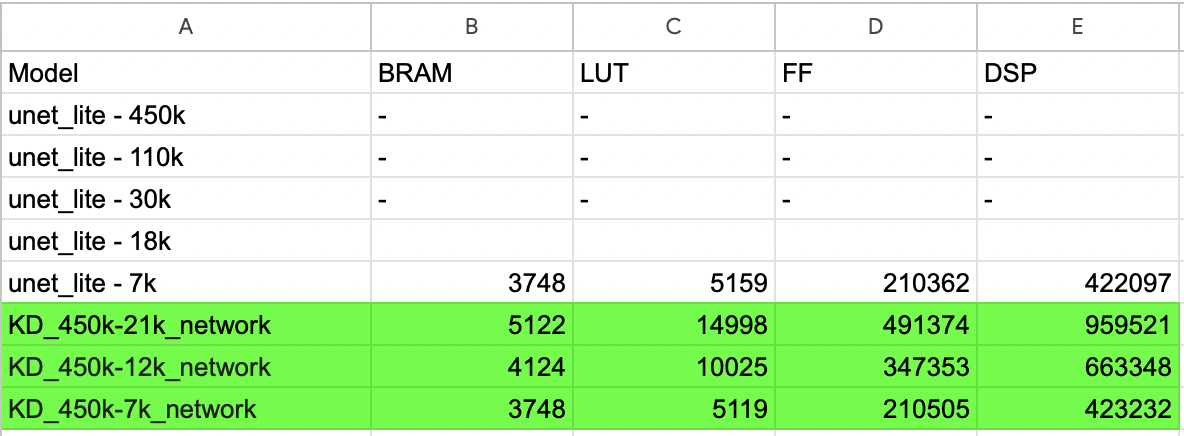 A B C D E
Model BRAM LUT FF DSP
unet_lite - 450k - - - -
unet_lite - 110k - - - -
unet_lite - 30k - - - -
unet_lite - 18k
unet_lite - 7k 3748 5159 210362 422097
KD_450k-21k_network 5122 14998 491374 959521
KD_450k-12k_network 4124 10025 347353 663348
KD_450k-7k_network 3748 5119 210505 423232